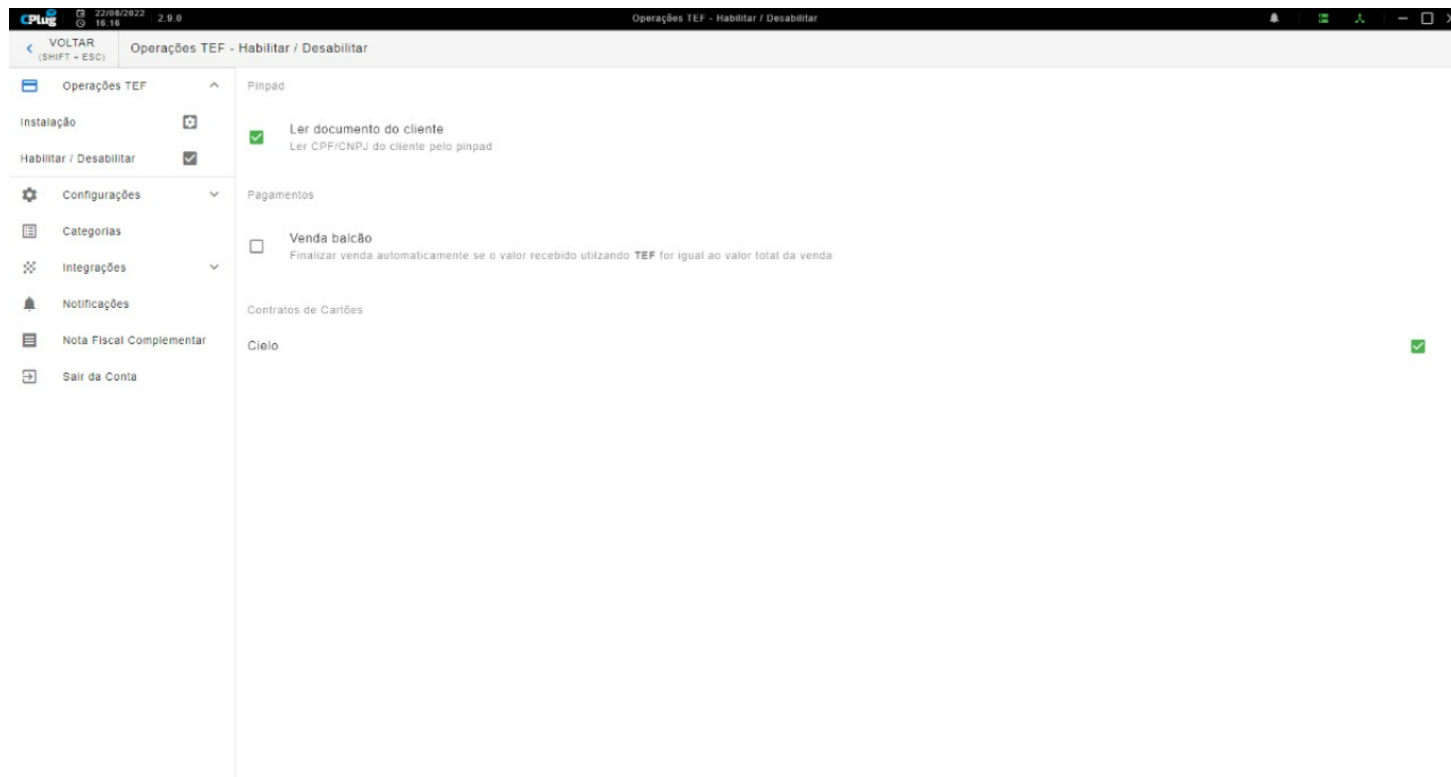 CPlug 22/08/2022 16:16 2.9.0 Operações TEF - Habilitar / Desabilitar
VOLTAR
(SHIFT + ESC)
Operações TEF - Habilitar / Desabilitar
Operações TEF
Instalação
Habilitar / Desabilitar
Configurações
Categorias
Integrações
Notificações
Nota Fiscal Complementar
Sair da Conta
Pinpad
Ler documento do cliente
Ler CPF/CNPJ do cliente pelo pinpad
Pagamentos
Venda balcão
Finalizar venda automaticamente se o valor recebido utilzando TEF for igual ao valor total da venda
Contratos de Cartões
Cielo